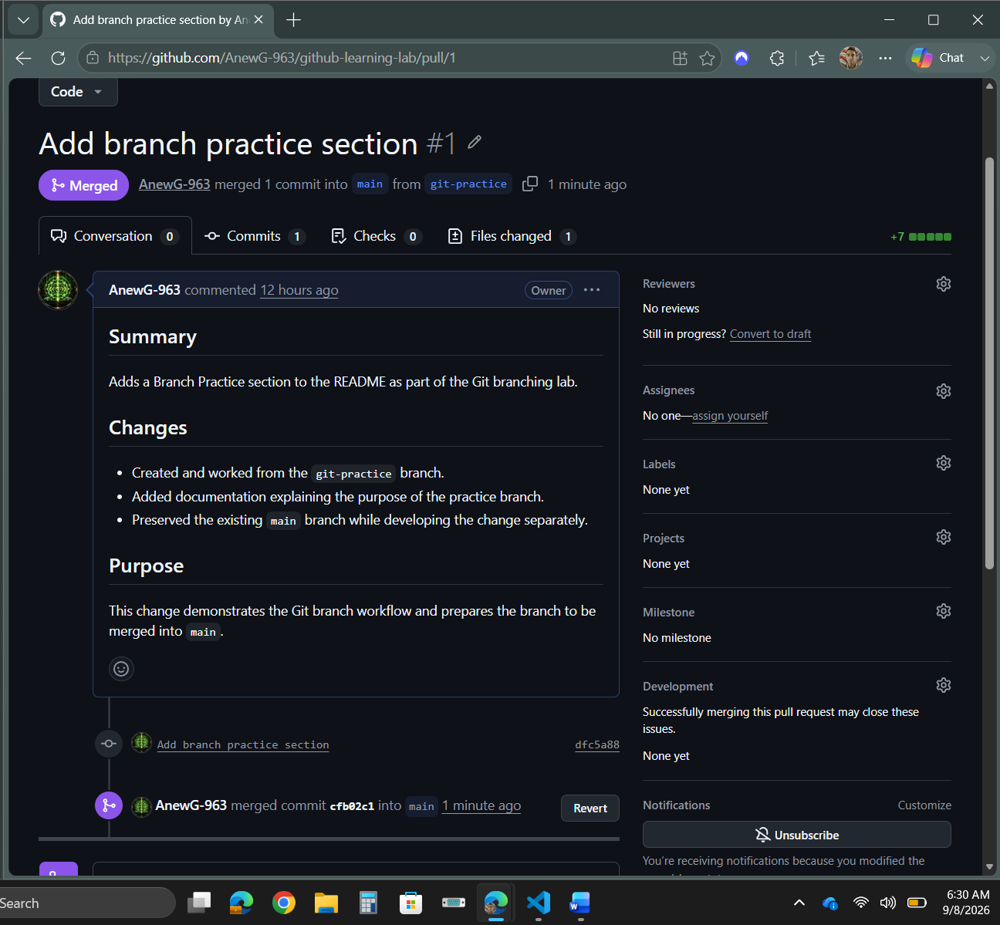 Add branch practice section by An
https://github.com/AnewG-963/github-learning-lab/pull/1
Chat
Code
Add branch practice section #1
Merged
AnewG-963 merged 1 commit into main from git-practice 1 minute ago
Conversation 0
Commits 1
Checks 0
Files changed 1
+7
AnewG-963 commented 12 hours ago
Owner
Summary
Adds a Branch Practice section to the README as part of the Git branching lab.
Changes
Created and worked from the git-practice branch.
Added documentation explaining the purpose of the practice branch.
Preserved the existing main branch while developing the change separately.
Purpose
This change demonstrates the Git branch workflow and prepares the branch to be
merged into main.
Add branch practice section
dfc5a88
AnewG-963 merged commit cfb02c1 into main 1 minute ago
Revert
Reviewers
No reviews
Still in progress? Convert to draft
Assignees
No one—assign yourself
Labels
None yet
Projects
None yet
Milestone
No milestone
Development
Successfully merging this pull request may close these
issues.
None yet
Notifications
Customize
Unsubscribe
You're receiving notifications because you modified the
Search
6:30 AM
9/8/2026